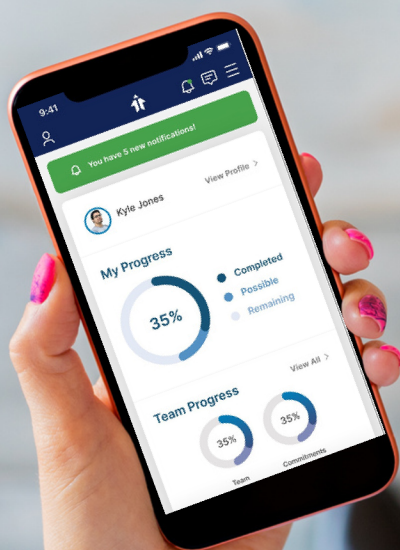 9:41
You have 5 new notifications!
Kyle Jones
View Profile >
My Progress
35%
Completed
Possible
Remaining
View All >
Team Progress
35%
35%
Team
Commitments